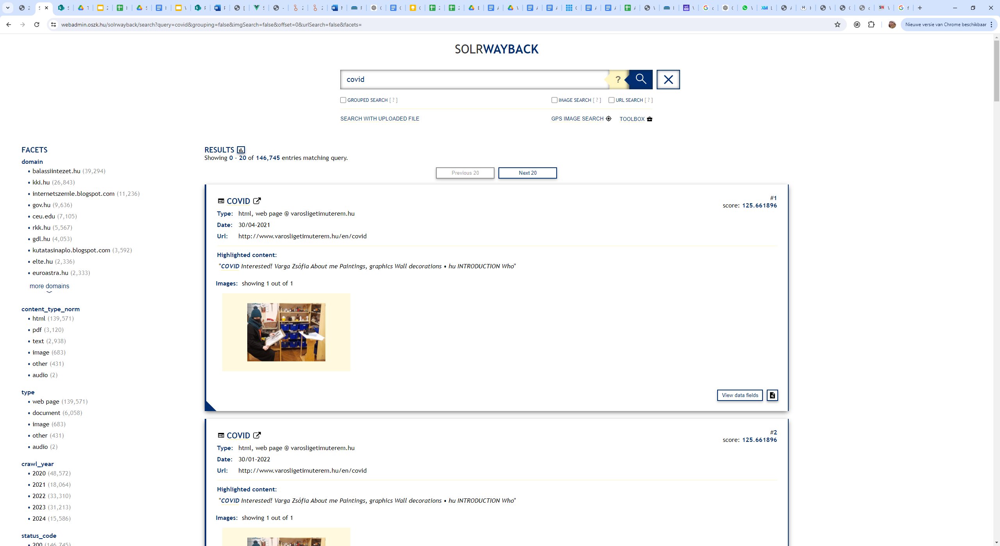 webadmin.oszk.hu/solrwayback/search?query=covid&grouping=false&imgSearch=false&offset=0&urlSearch=false&facets=
Nieuwe versie van Chrome beschikbaar
SOLRWAYBACK
covid
?
GROUPED SEARCH [ ? ]
IMAGE SEARCH [ ? ]
URL SEARCH [ ? ]
SEARCH WITH UPLOADED FILE
GPS IMAGE SEARCH
TOOLBOX
FACETS
domain
• balassiintezet.hu (39,294)
• kki.hu (26,843)
• internetszemle.blogspot.com (11,236)
• gov.hu (9,636)
• ceu.edu (7,105)
• rkk.hu (5,567)
• gdl.hu (4,053)
• kutatasinaplo.blogspot.com (3,592)
• elte.hu (2,336)
• euroastra.hu (2,333)
more domains
content_type_norm
• html (139,571)
• pdf (3,120)
• text (2,938)
• image (683)
• other (431)
• audio (2)
type
• web page (139,571)
• document (6,058)
• image (683)
• other (431)
• audio (2)
crawl_year
• 2020 (48,572)
• 2021 (18,064)
• 2022 (33,310)
• 2023 (31,213)
• 2024 (15,586)
status_code
• 200 (146,745)
RESULTS
Showing 0 - 20 of 146,745 entries matching query.
Previous 20
Next 20
COVID
#1
score: 125.661896
Type: html, web page @ varosligetimuterem.hu
Date: 30/04-2021
Url: http://www.varosligetimuterem.hu/en/covid
Highlighted content:
"COVID Interested! Varga Zsófia About me Paintings, graphics Wall decorations • hu INTRODUCTION Who"
Images: showing 1 out of 1
View data fields
COVID
#2
score: 125.661896
Type: html, web page @ varosligetimuterem.hu
Date: 30/01-2022
Url: http://www.varosligetimuterem.hu/en/covid
Highlighted content:
"COVID Interested! Varga Zsófia About me Paintings, graphics Wall decorations • hu INTRODUCTION Who"
Images: showing 1 out of 1